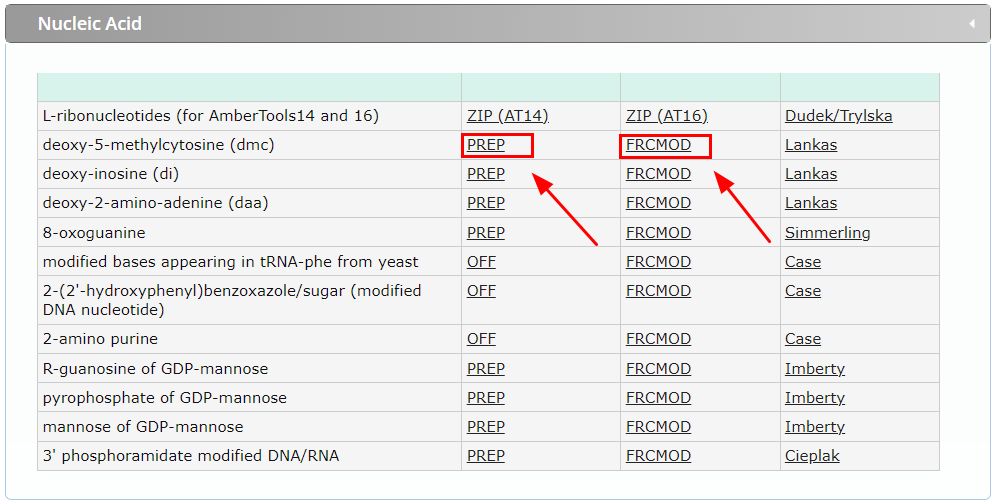 Nucleic Acid
L-ribonucleotides (for AmberTools14 and 16) ZIP (AT14) ZIP (AT16) Dudek/Trylska
deoxy-5-methylcytosine (dmc) PREP FRCMOD Lankas
deoxy-inosine (di) PREP FRCMOD Lankas
deoxy-2-amino-adenine (daa) PREP FRCMOD Lankas
8-oxoguanine PREP FRCMOD Simmerling
modified bases appearing in tRNA-phe from yeast OFF FRCMOD Case
2-(2'-hydroxyphenyl)benzoxazole/sugar (modified OFF FRCMOD Case
DNA nucleotide)
2-amino purine OFF FRCMOD Case
R-guanosine of GDP-mannose PREP FRCMOD Imberty
pyrophosphate of GDP-mannose PREP FRCMOD Imberty
mannose of GDP-mannose PREP FRCMOD Imberty
3' phosphoramidate modified DNA/RNA PREP FRCMOD Cieplak